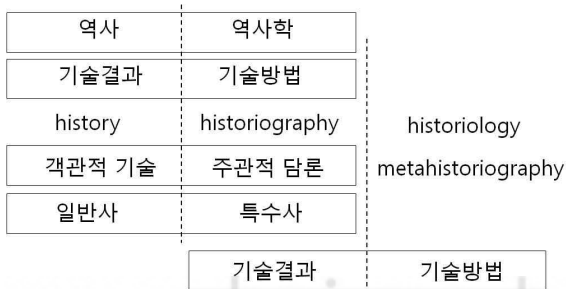 역사 역사학
기술결과 기술방법
history historiography historiology
객관적 기술 주관적 담론 metahistoriography
일반사 특수사
기술결과 기술방법